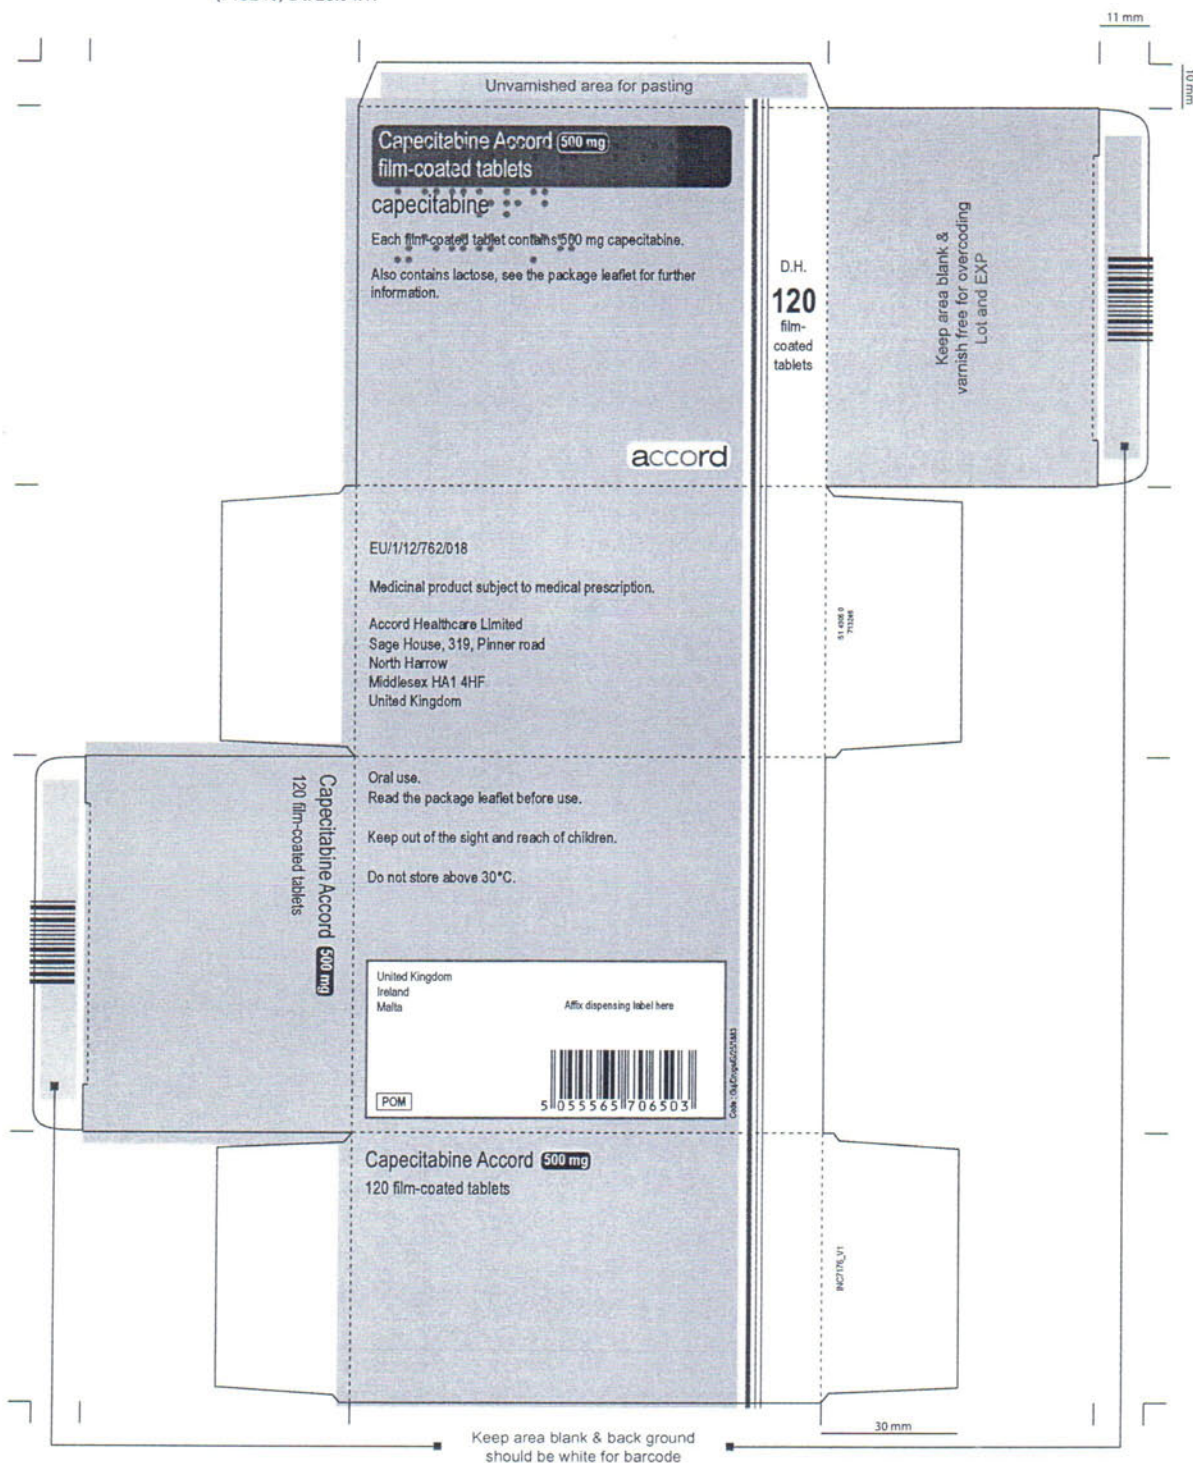 11 mm
10 mm
Unvarnished area for pasting
Capecitabine Accord 500 mg
film-coated tablets
capecitabine
Each film-coated tablet contains 500 mg capecitabine.
Also contains lactose, see the package leaflet for further
information.
accord
D.H.
120
film-
coated
tablets
Keep area blank &
varnish free for overcoding
Lot and EXP
EU/1/12/762/018
Medicinal product subject to medical prescription.
Accord Healthcare Limited
Sage House, 319, Pinner road
North Harrow
Middlesex HA1 4HF
United Kingdom
Capecitabine Accord 500 mg
120 film-coated tablets
Oral use.
Read the package leaflet before use.
Keep out of the sight and reach of children.
Do not store above 30°C.
United Kingdom
Ireland
Malta
Affix dispensing label here
POM
5 055565 706503
Capecitabine Accord 500 mg
120 film-coated tablets
INC7176_V1
30 mm
Keep area blank & back ground
should be white for barcode